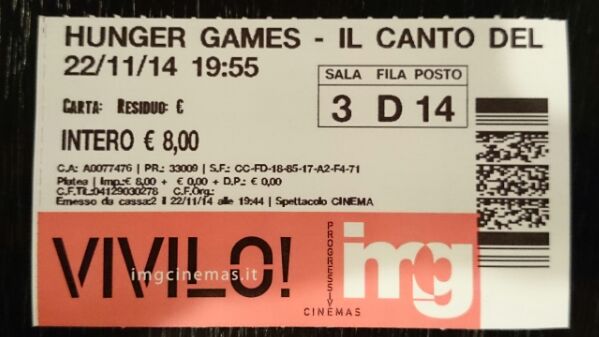 HUNGER GAMES - IL CANTO DEL
22/11/14 19:55
SALA FILA POSTO
3 D 14
CARTA: RESIDUO: €
INTERO € 8,00
C.A.: A0077476 | PR.: 33009 | S.F.: CC-FD-18-85-17-A2-F4-71
Platea | Imp.:€ 8,00 + € 0,00 + D.P.: € 0,00
C.F.Tit.:04129030278 C.F.Org.:
Emesso da cassa:2 il 22/11/14 alle 19:44 | Spettacolo CINEMA
VIVILO!
imgcinemas.it
PROGRESSIVE
CINEMAS
img